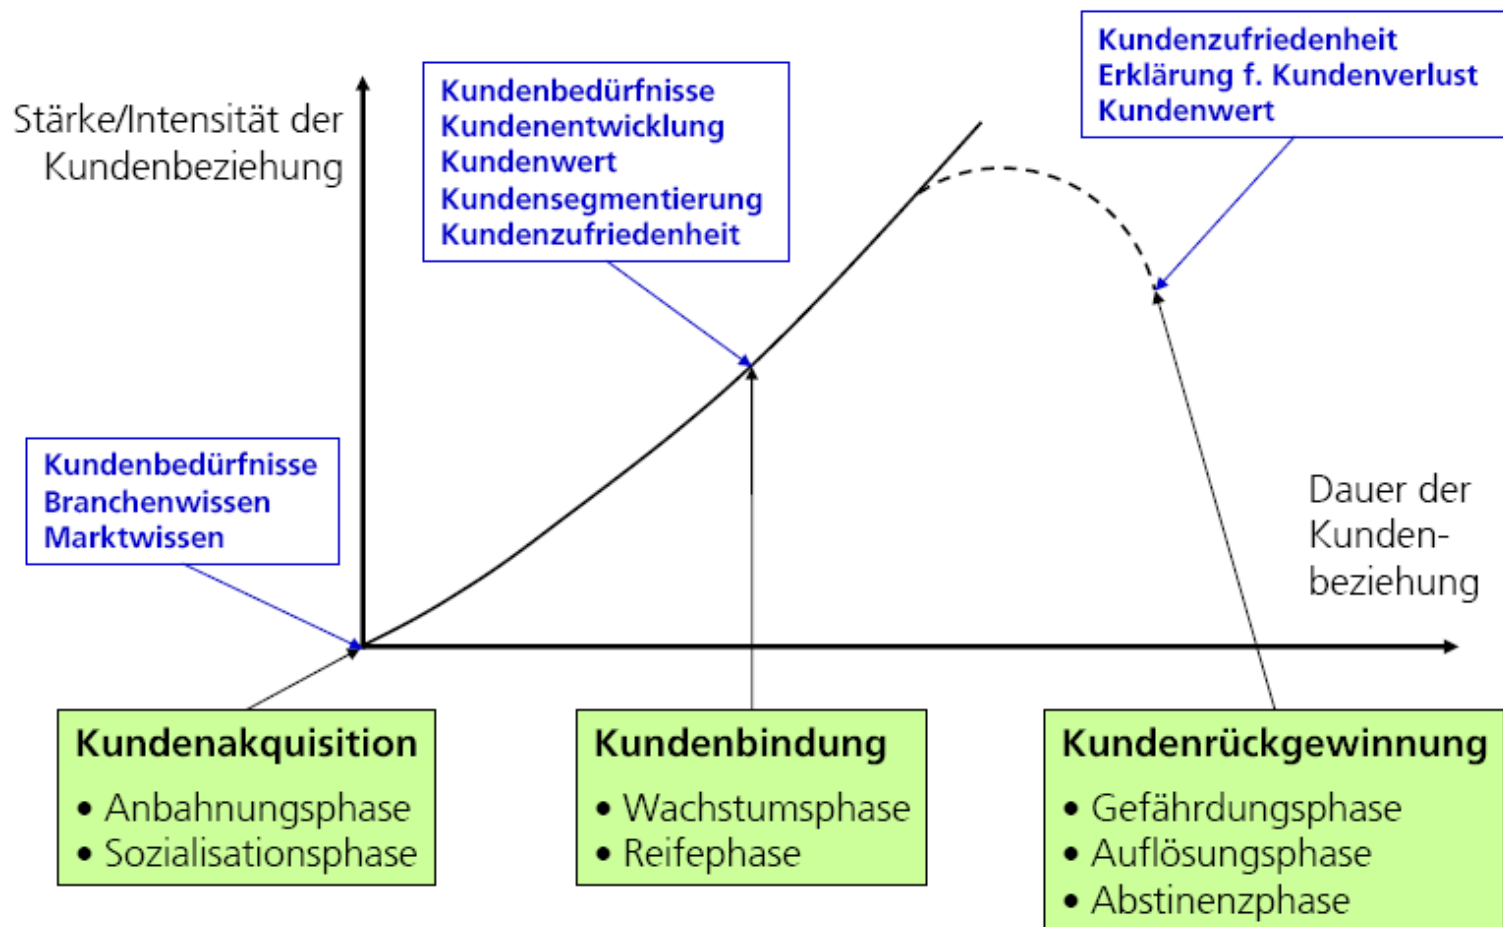 Kundenzufriedenheit
Erklärung f. Kundenverlust
Kundenwert
Kundenbedürfnisse
Kundenentwicklung
Kundenwert
Kundensegmentierung
Kundenzufriedenheit
Stärke/Intensität der
Kundenbeziehung
Kundenbedürfnisse
Branchenwissen
Marktwissen
Dauer der
Kunden-
beziehung
Kundenakquisition
• Anbahnungsphase
• Sozialisationsphase
Kundenbindung
• Wachstumsphase
• Reifephase
Kundenrückgewinnung
• Gefährdungsphase
• Auflösungsphase
• Abstinenzphase